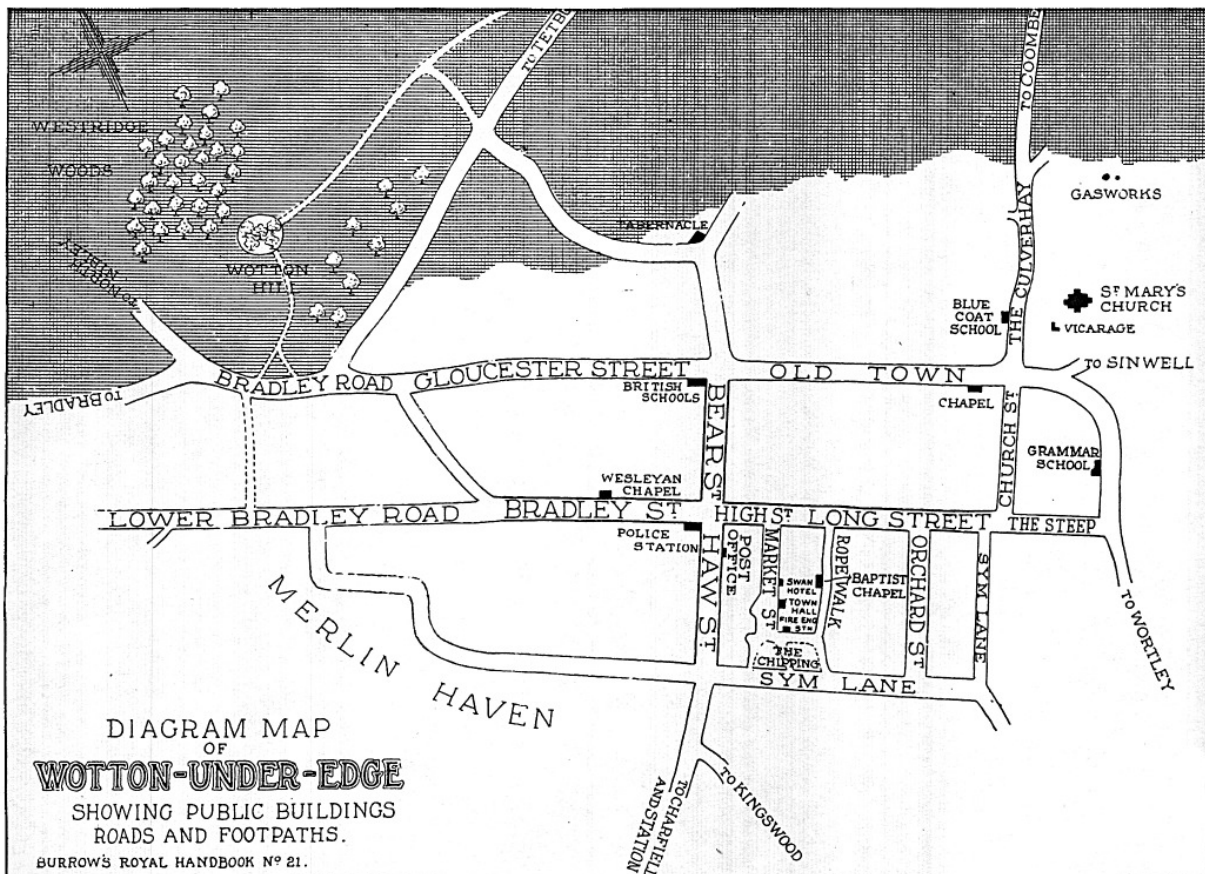 TO TETBU
TO COOMBE
WESTRIDGE
WOODS
WOTTON
HILL
TO NORTH
NIBLEY
TO BRADLEY
TABERNACLE
GASWORKS
THE CULVERHAY
BLUE
COAT
SCHOOL
ST MARY'S
CHURCH
VICARAGE
TO SINWELL
BRADLEY ROAD
GLOUCESTER STREET
OLD TOWN
BRITISH
SCHOOLS
CHAPEL
BEAR ST
CHURCH ST
GRAMMAR
SCHOOL
WESLEYAN
CHAPEL
LOWER BRADLEY ROAD
BRADLEY ST
HIGH ST
LONG STREET
THE STEEP
POLICE
STATION
HAW ST
POST
OFFICE
MARKET ST
SWAN
HOTEL
TOWN
HALL
FIRE ENG
STN
ROPEWALK
BAPTIST
CHAPEL
ORCHARD ST
SYM LANE
TO WORTLEY
THE
CHIPPING
SYM LANE
MERLIN HAVEN
TO CHARFIELL
AND STATION
TO KINGSWOOD
DIAGRAM MAP
OF
WOTTON-UNDER-EDGE
SHOWING PUBLIC BUILDINGS
ROADS AND FOOTPATHS.
BURROW'S ROYAL HANDBOOK Nº 21.